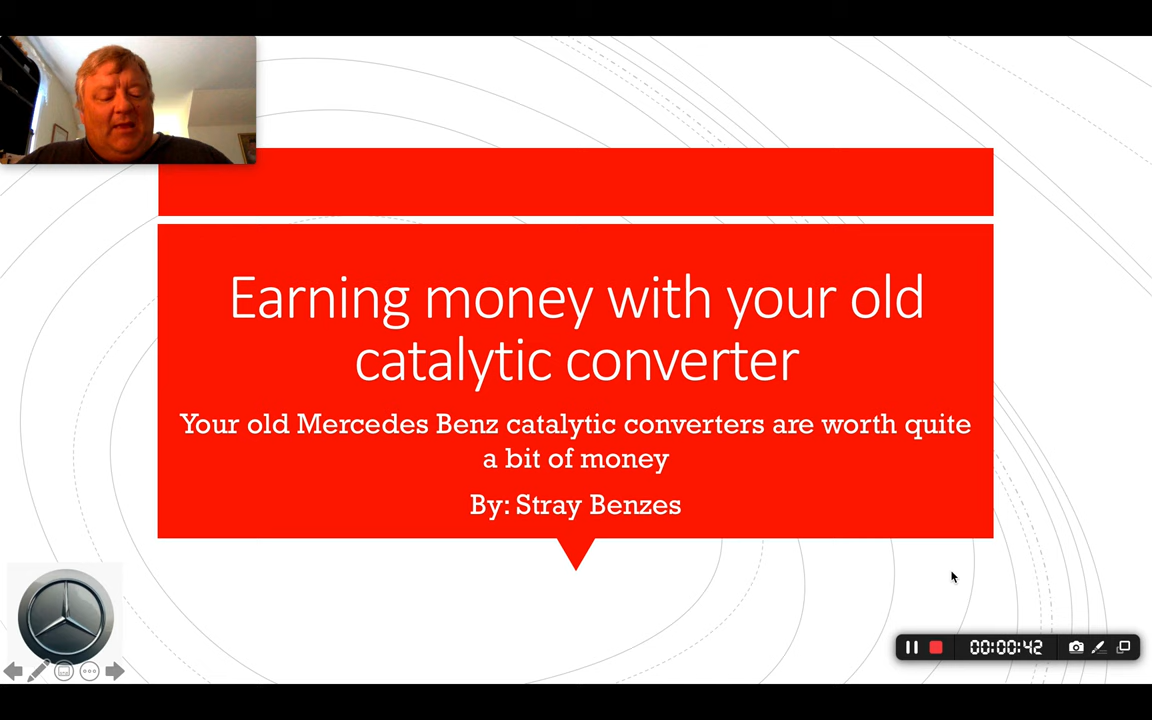 Earning money with your old
catalytic converter
Your old Mercedes Benz catalytic converters are worth quite
a bit of money
By: Stray Benzes
00:00:42